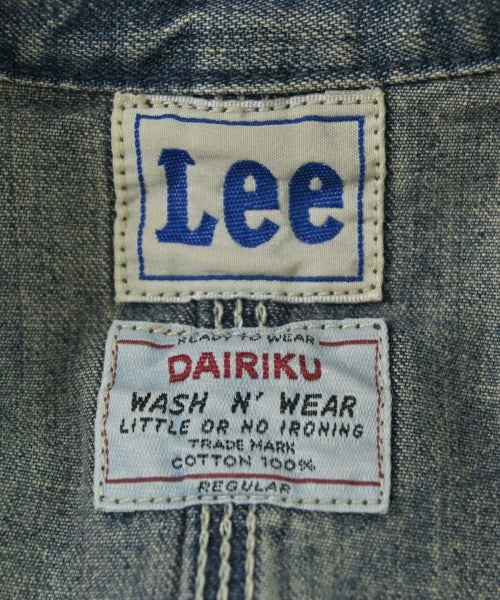 Lee
READY TO WEAR
DAIRIKU
WASH N' WEAR
LITTLE OR NO IRONING
TRADE MARK
COTTON 100%
REGULAR